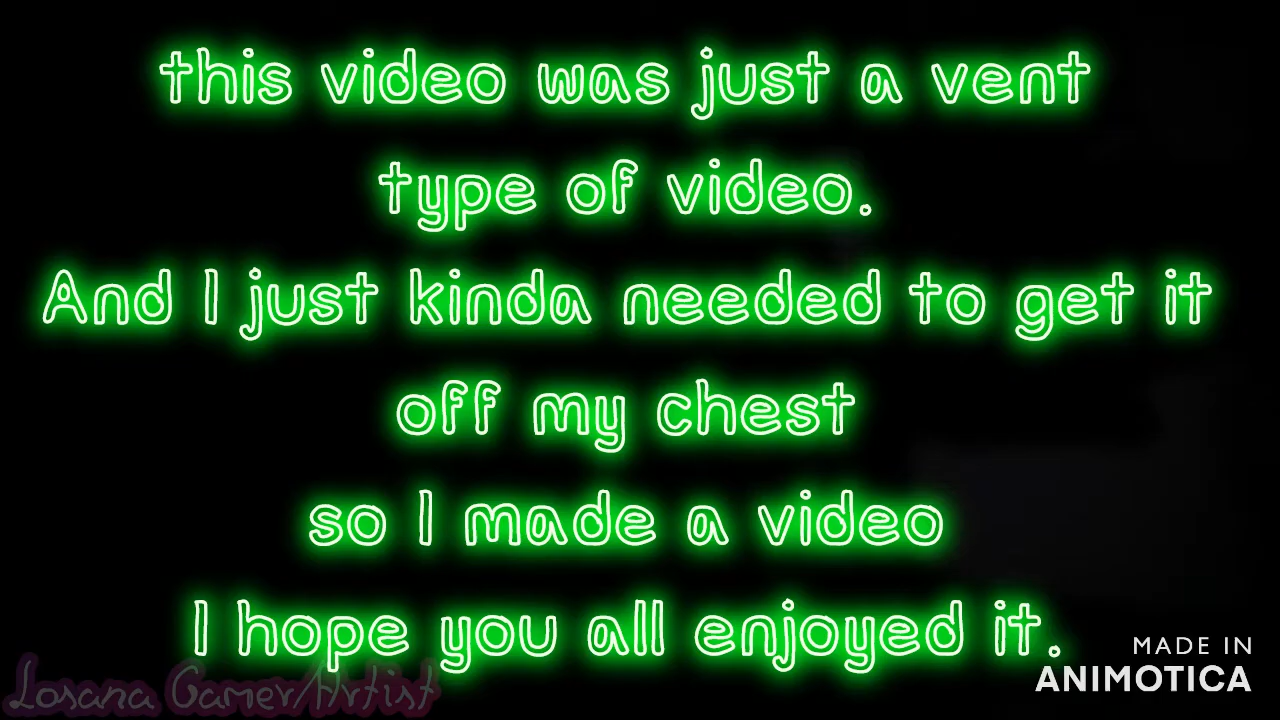 this video was just a vent
type of video.
And I just kinda needed to get it
off my chest
so I made a video
I hope you all enjoyed it.
MADE IN
ANIMOTICA
Losana Gamer/Artist